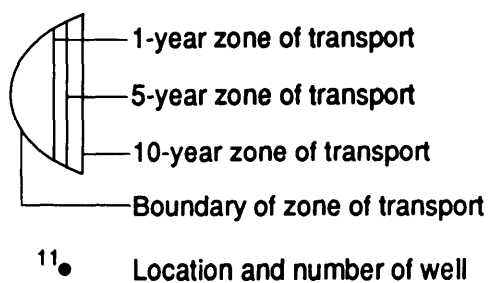 1-year zone of transport
5-year zone of transport
10-year zone of transport
Boundary of zone of transport
11 Location and number of well